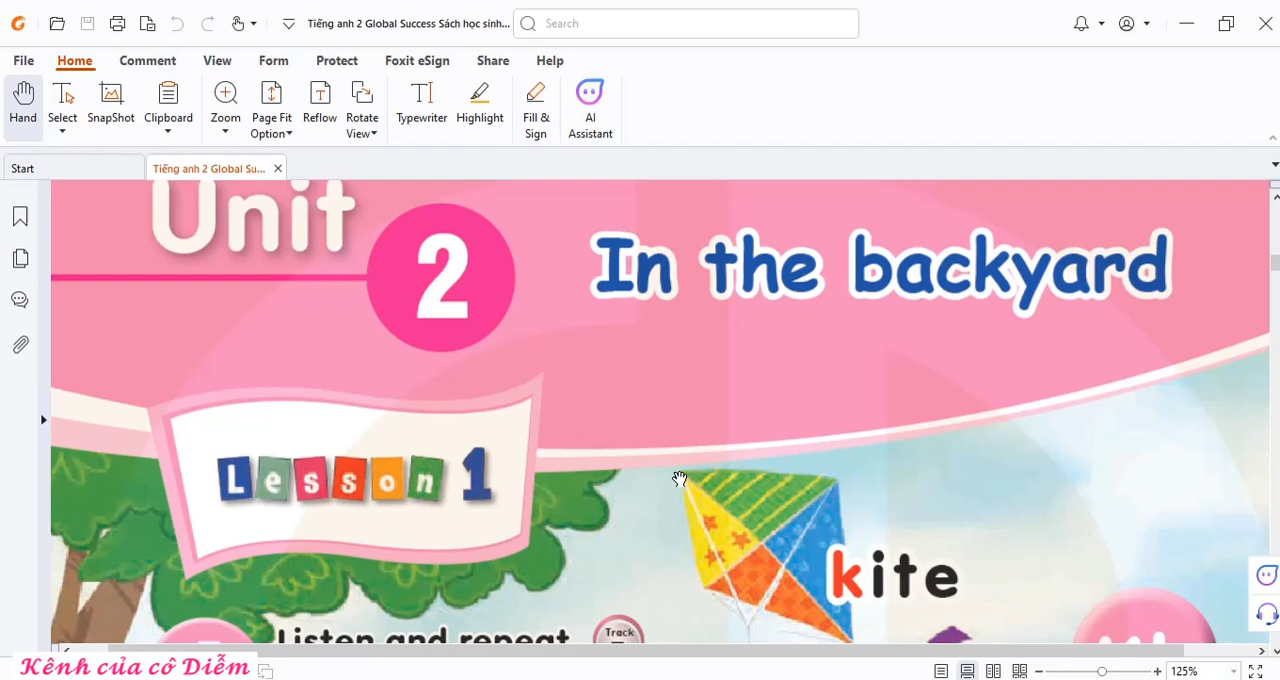 Tiếng anh 2 Global Success Sách học sinh...
Search
File Home Comment View Form Protect Foxit eSign Share Help
Hand Select SnapShot Clipboard Zoom Page Fit Option Reflow Rotate View Typewriter Highlight Fill & Sign AI Assistant
Start
Tiếng anh 2 Global Su...
Unit 2
In the backyard
Lesson 1
kite
Listen and repeat
Track
Kênh của cô Diễm
125%